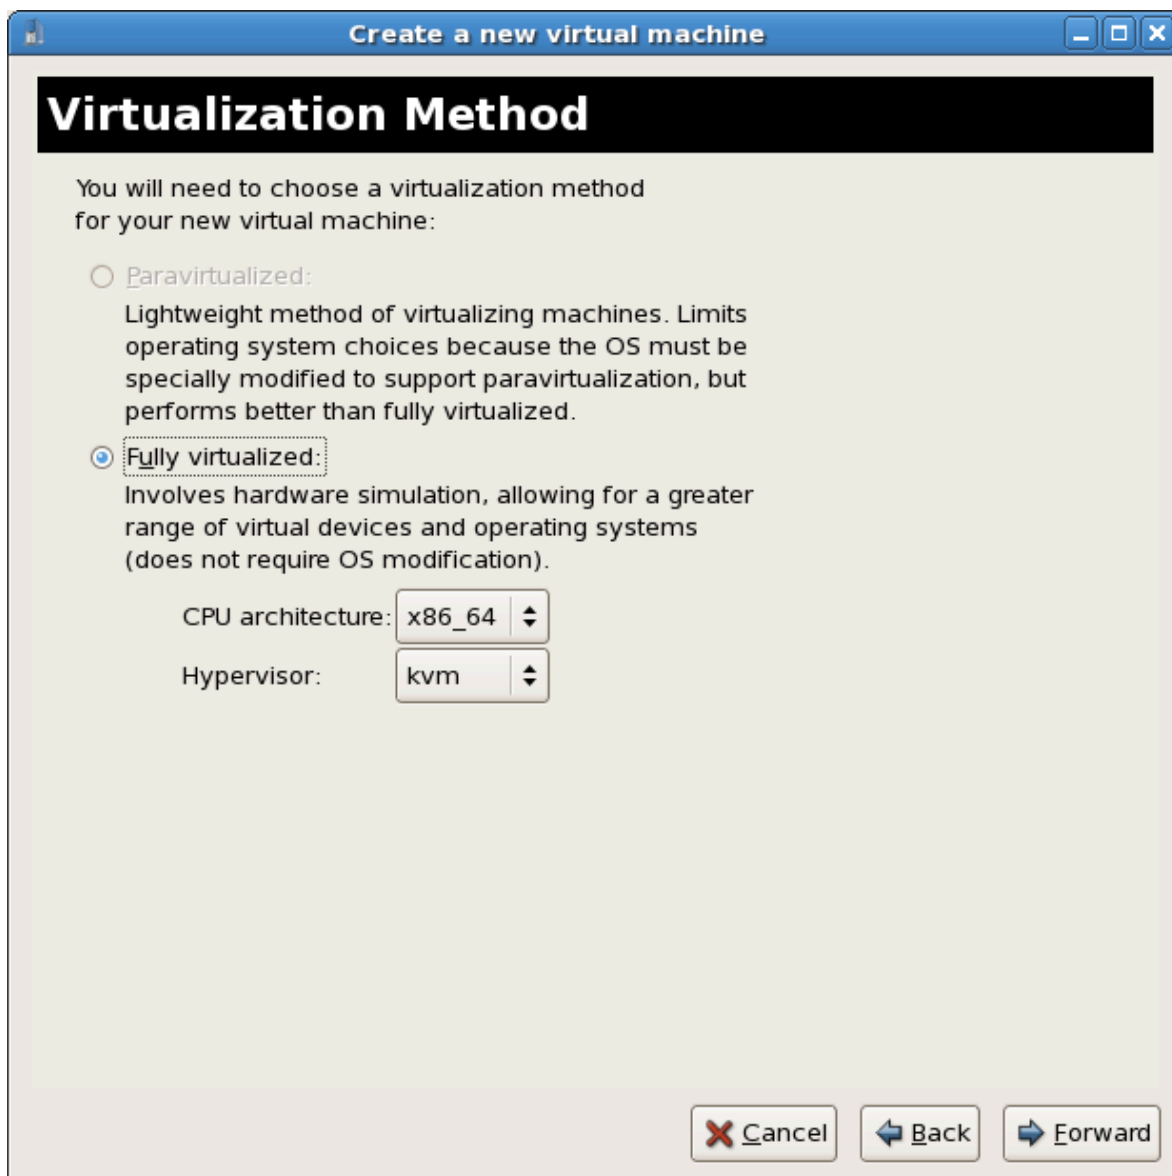 Create a new virtual machine
Virtualization Method
You will need to choose a virtualization method
for your new virtual machine:
Paravirtualized:
Lightweight method of virtualizing machines. Limits
operating system choices because the OS must be
specially modified to support paravirtualization, but
performs better than fully virtualized.
Fully virtualized:
Involves hardware simulation, allowing for a greater
range of virtual devices and operating systems
(does not require OS modification).
CPU architecture: x86_64
Hypervisor: kvm
Cancel Back Forward